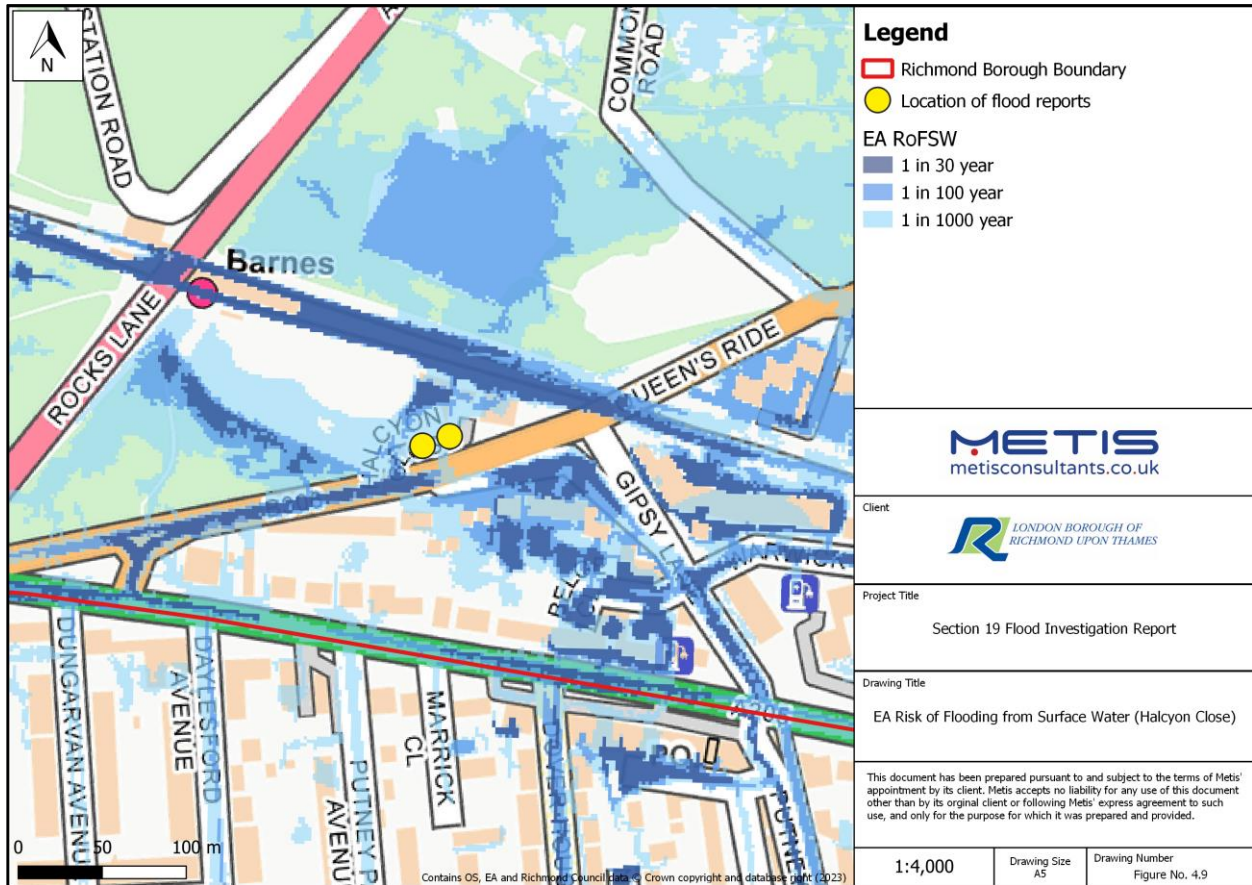 N
STATION ROAD
COMMON
ROAD
Barnes
ROCKS LANE
QUEEN'S RIDE
HALCYON
GIPSY
WARWICK
DUNGARVAN AVENUE
DAYLESFORD
AVENUE
PUTNEY P
AVENU
MARRICK
CL
DOVERHOUS
PUTNE
0 50 100 m
Contains OS, EA and Richmond Council data © Crown copyright and database right (2023)
Legend
Richmond Borough Boundary
Location of flood reports
EA RoFSW
1 in 30 year
1 in 100 year
1 in 1000 year
METIS
metisconsultants.co.uk
Client
LONDON BOROUGH OF
RICHMOND UPON THAMES
Project Title
Section 19 Flood Investigation Report
Drawing Title
EA Risk of Flooding from Surface Water (Halcyon Close)
This document has been prepared pursuant to and subject to the terms of Metis'
appointment by its client. Metis accepts no liability for any use of this document
other than by its orginal client or following Metis' express agreement to such
use, and only for the purpose for which it was prepared and provided.
1:4,000
Drawing Size
A5
Drawing Number
Figure No. 4.9